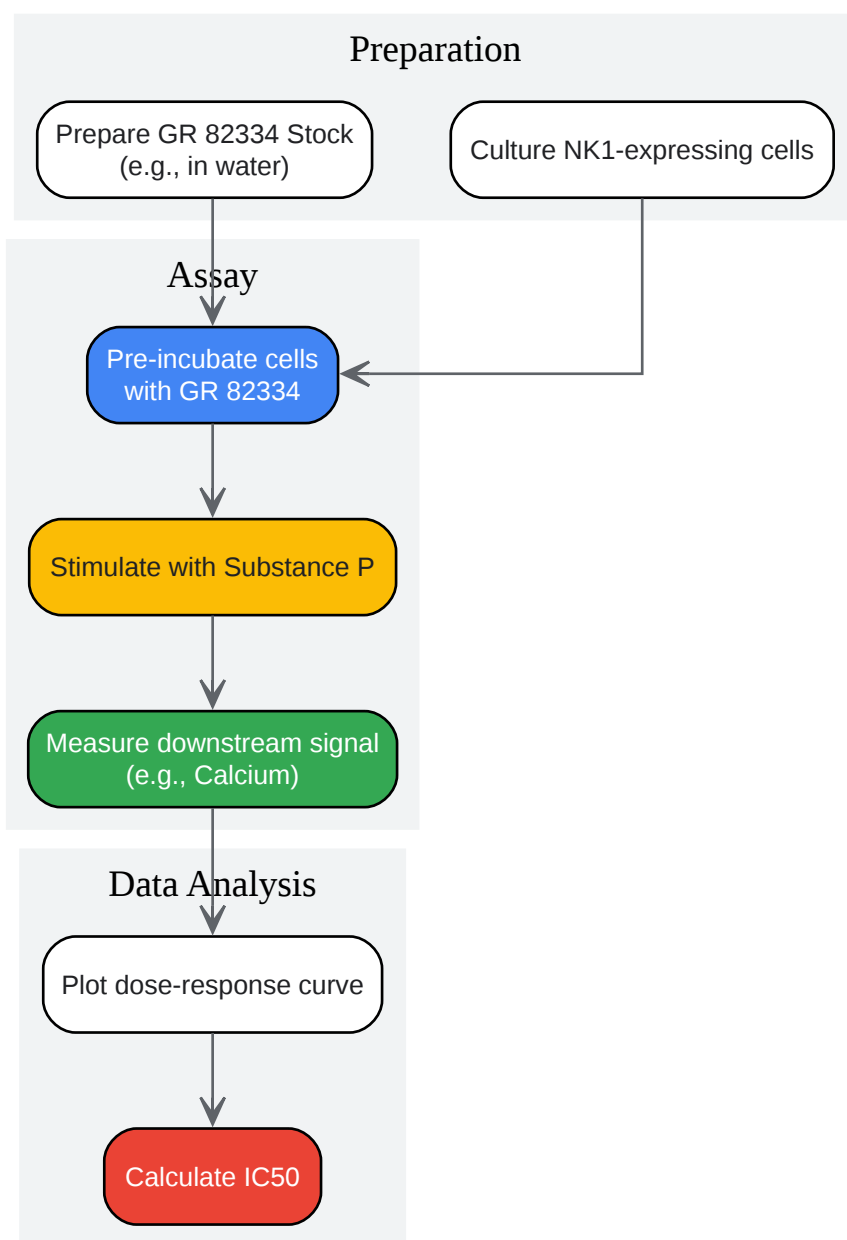 Preparation
Prepare GR 82334 Stock
(e.g., in water)
Culture NK1-expressing cells
Assay
Pre-incubate cells
with GR 82334
Stimulate with Substance P
Measure downstream signal
(e.g., Calcium)
Data Analysis
Plot dose-response curve
Calculate IC50